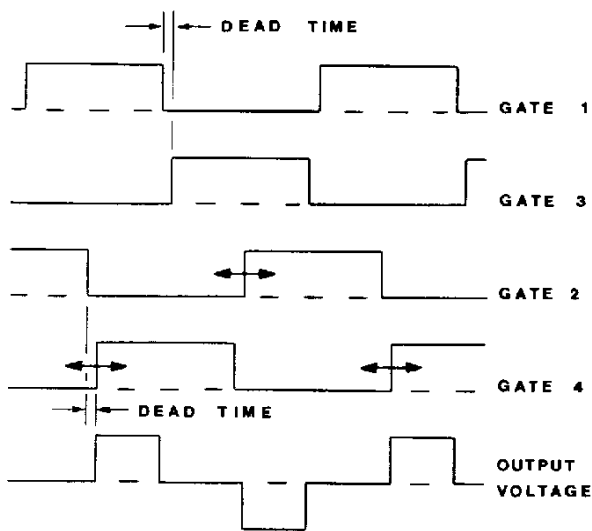 DEAD TIME
GATE 1
GATE 3
GATE 2
GATE 4
DEAD TIME
OUTPUT
VOLTAGE